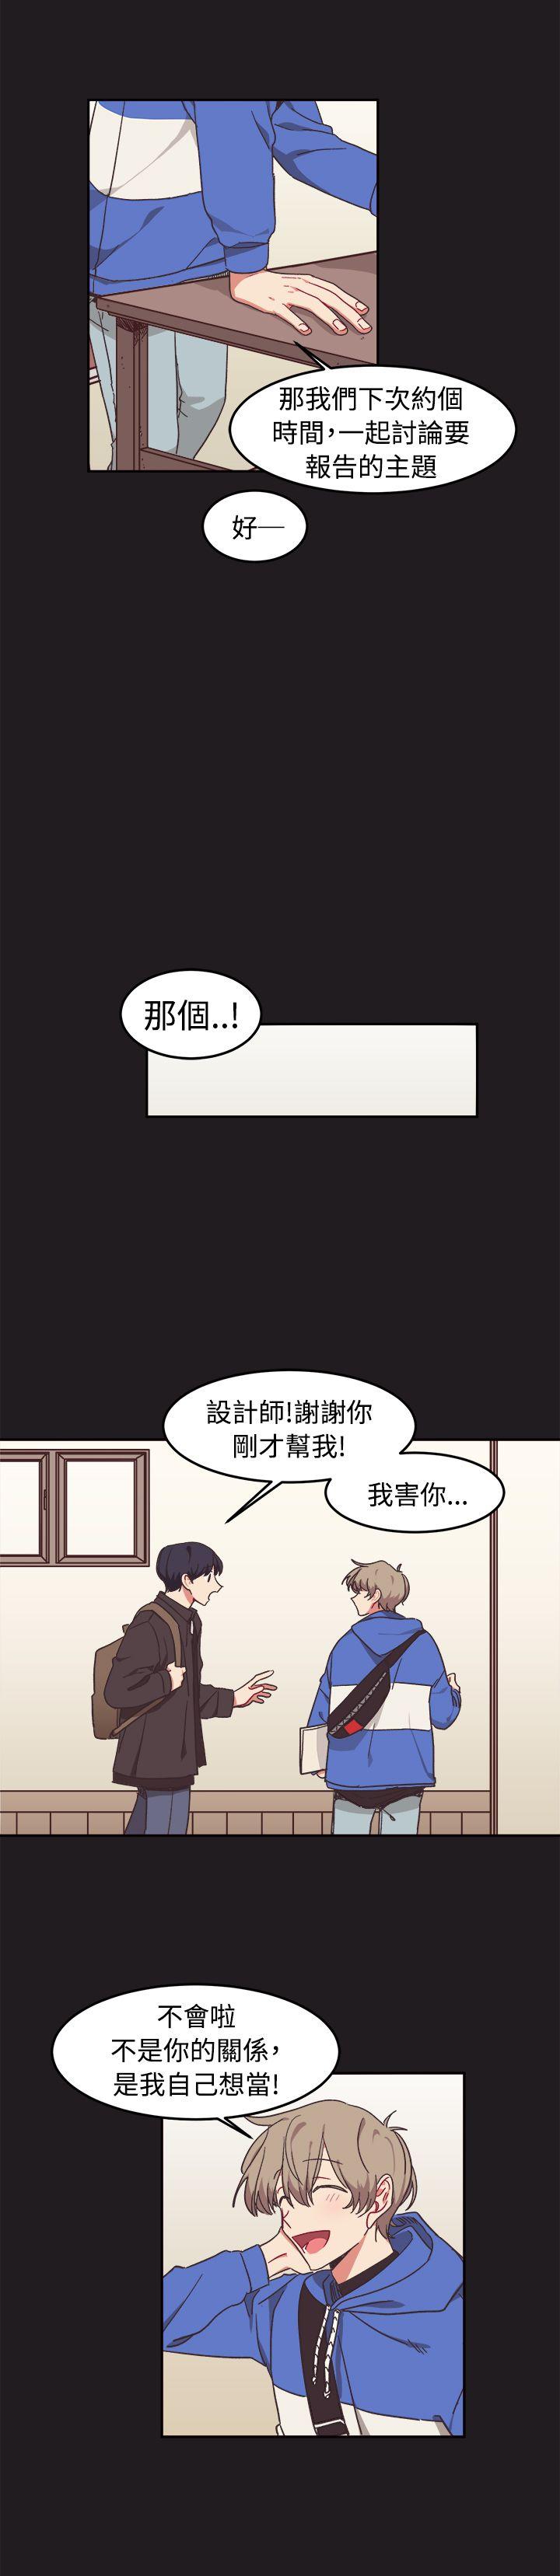 那我們下次約個
時間，一起討論要
報告的主題
好—
那個..!
設計師!謝謝你
剛才幫我!
我害你...
不會啦
不是你的關係，
是我自己想當!